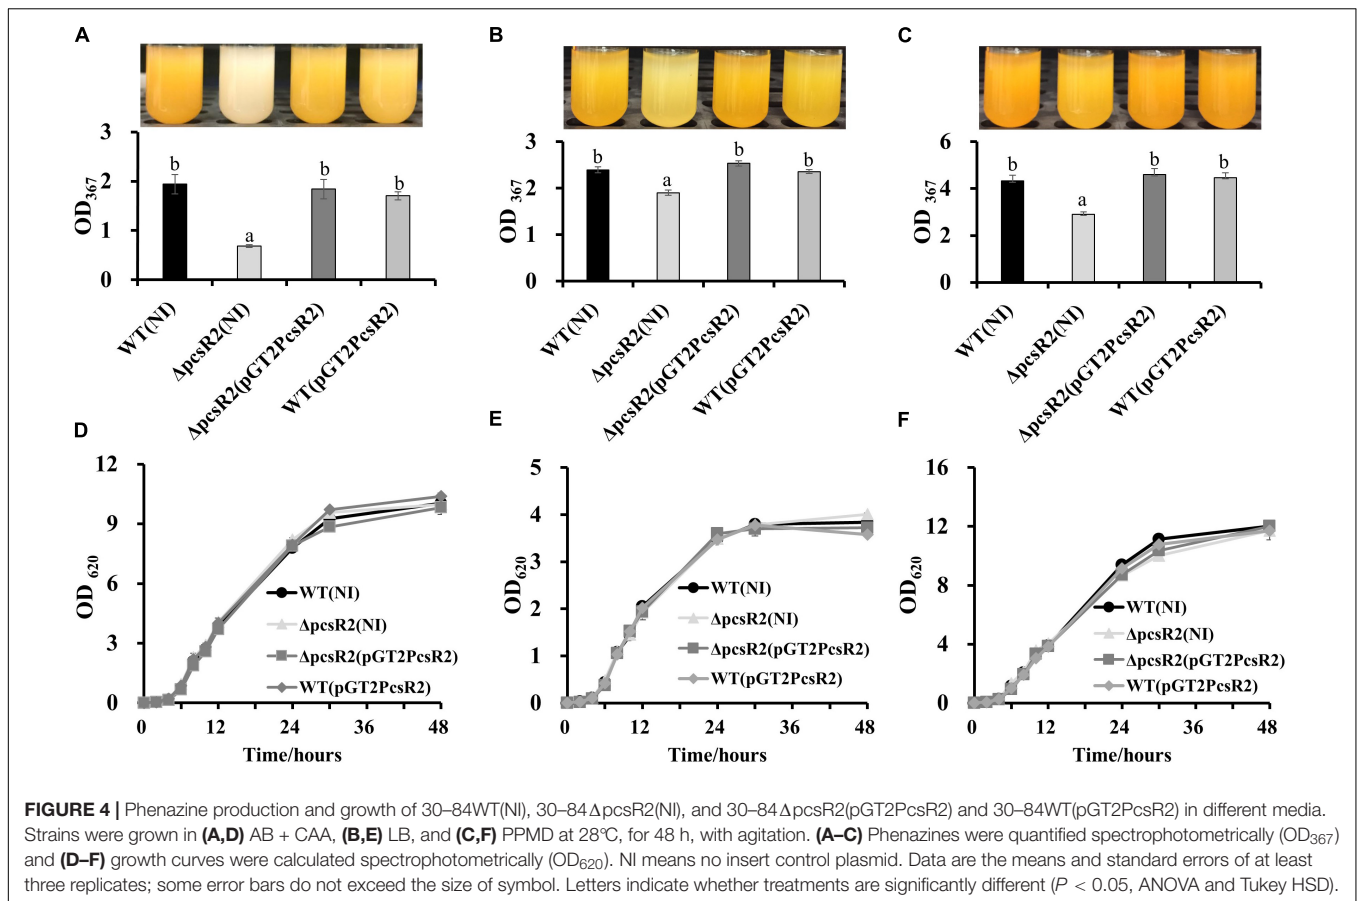 A
B
C
3
2
1
0
OD367
b
a
b
b
WT(NI)
ΔpcsR2(NI)
ΔpcsR2(pGT2PcsR2)
WT(pGT2PcsR2)
3
2
1
0
OD367
b
a
b
b
WT(NI)
ΔpcsR2(NI)
ΔpcsR2(pGT2PcsR2)
WT(pGT2PcsR2)
6
4
2
0
OD367
b
a
b
b
WT(NI)
ΔpcsR2(NI)
ΔpcsR2(pGT2PcsR2)
WT(pGT2PcsR2)
D
12
9
6
3
0
OD620
WT(NI)
ΔpcsR2(NI)
ΔpcsR2(pGT2PcsR2)
WT(pGT2PcsR2)
0 12 24 36 48
Time/hours
E
5
4
3
2
1
0
OD620
WT(NI)
ΔpcsR2(NI)
ΔpcsR2(pGT2PcsR2)
WT(pGT2PcsR2)
0 12 24 36 48
Time/hours
F
16
12
8
4
0
OD620
WT(NI)
ΔpcsR2(NI)
ΔpcsR2(pGT2PcsR2)
WT(pGT2PcsR2)
0 12 24 36 48
Time/hours
FIGURE 4 | Phenazine production and growth of 30–84WT(NI), 30–84ΔpcsR2(NI), and 30–84ΔpcsR2(pGT2PcsR2) and 30–84WT(pGT2PcsR2) in different media.
Strains were grown in (A,D) AB + CAA, (B,E) LB, and (C,F) PPMD at 28°C, for 48 h, with agitation. (A–C) Phenazines were quantified spectrophotometrically (OD367)
and (D–F) growth curves were calculated spectrophotometrically (OD620). NI means no insert control plasmid. Data are the means and standard errors of at least
three replicates; some error bars do not exceed the size of symbol. Letters indicate whether treatments are significantly different (P < 0.05, ANOVA and Tukey HSD).